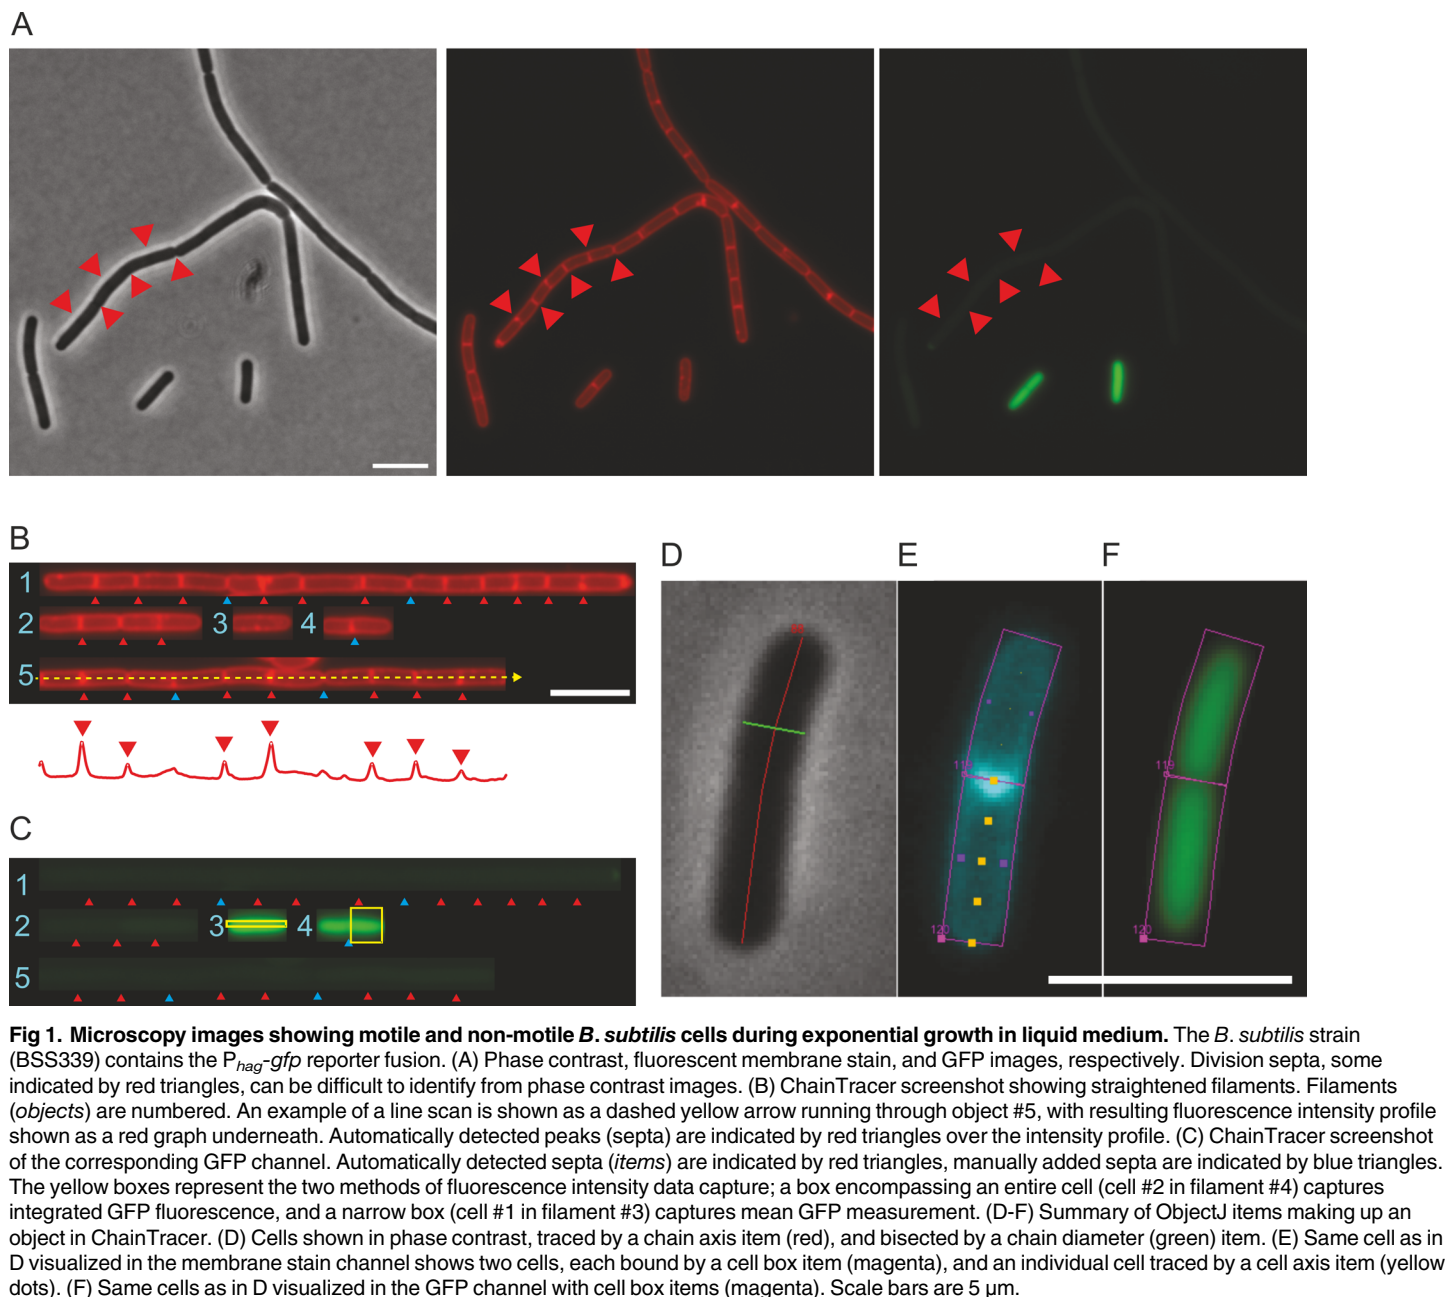 A
B
1
2 3 4
5
C
1
2 3 4
5
D E F
119
120
119
120
Fig 1. Microscopy images showing motile and non-motile B. subtilis cells during exponential growth in liquid medium. The B. subtilis strain
(BSS339) contains the Phag-gfp reporter fusion. (A) Phase contrast, fluorescent membrane stain, and GFP images, respectively. Division septa, some
indicated by red triangles, can be difficult to identify from phase contrast images. (B) ChainTracer screenshot showing straightened filaments. Filaments
(objects) are numbered. An example of a line scan is shown as a dashed yellow arrow running through object #5, with resulting fluorescence intensity profile
shown as a red graph underneath. Automatically detected peaks (septa) are indicated by red triangles over the intensity profile. (C) ChainTracer screenshot
of the corresponding GFP channel. Automatically detected septa (items) are indicated by red triangles, manually added septa are indicated by blue triangles.
The yellow boxes represent the two methods of fluorescence intensity data capture; a box encompassing an entire cell (cell #2 in filament #4) captures
integrated GFP fluorescence, and a narrow box (cell #1 in filament #3) captures mean GFP measurement. (D-F) Summary of ObjectJ items making up an
object in ChainTracer. (D) Cells shown in phase contrast, traced by a chain axis item (red), and bisected by a chain diameter (green) item. (E) Same cell as in
D visualized in the membrane stain channel shows two cells, each bound by a cell box item (magenta), and an individual cell traced by a cell axis item (yellow
dots). (F) Same cells as in D visualized in the GFP channel with cell box items (magenta). Scale bars are 5 μm.